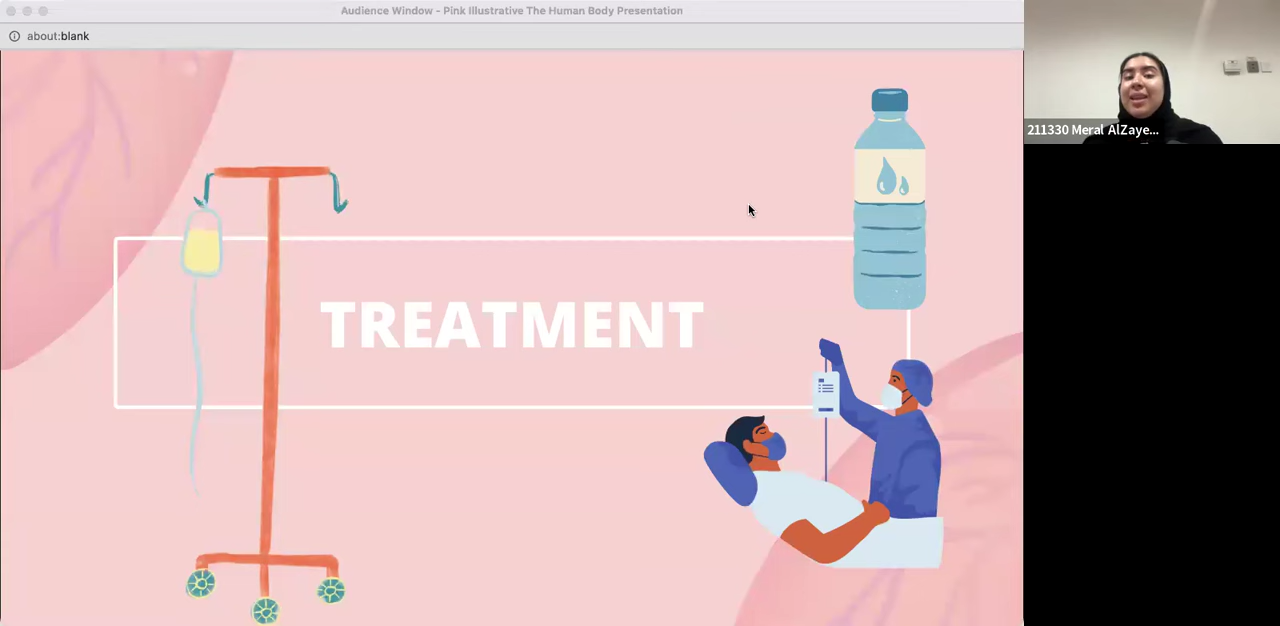 Audience Window - Pink Illustrative The Human Body Presentation
about:blank
TREATMENT
211330 Meral AlZaye...